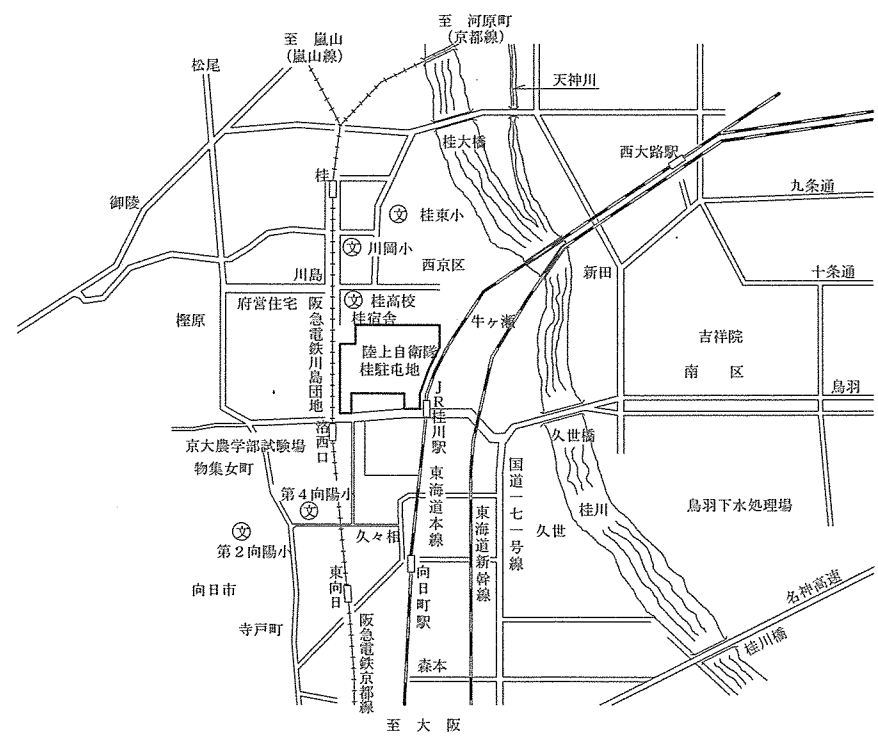 至 河原町
(京都線)
至 嵐山
(嵐山線)
松尾
天神川
桂大橋
西大路駅
桂
九条通
御陵
文 桂東小
文 川岡小
西京区
川島
新田
十条通
府営住宅
文 桂高校
桂宿舎
樫原
阪急電鉄川島団地
牛ヶ瀬
吉祥院
陸上自衛隊
桂駐屯地
南 区
鳥羽
JR桂川駅
洛西口
京大農学部試験場
久世橋
物集女町
第4向陽小
文
東海道本線
国道一七一号線
桂川
鳥羽下水処理場
文
第2向陽小
久々相
東海道新幹線
久世
向日市
東向日
向日町駅
名神高速
寺戸町
阪急電鉄京都線
桂川橋
森本
至 大 阪